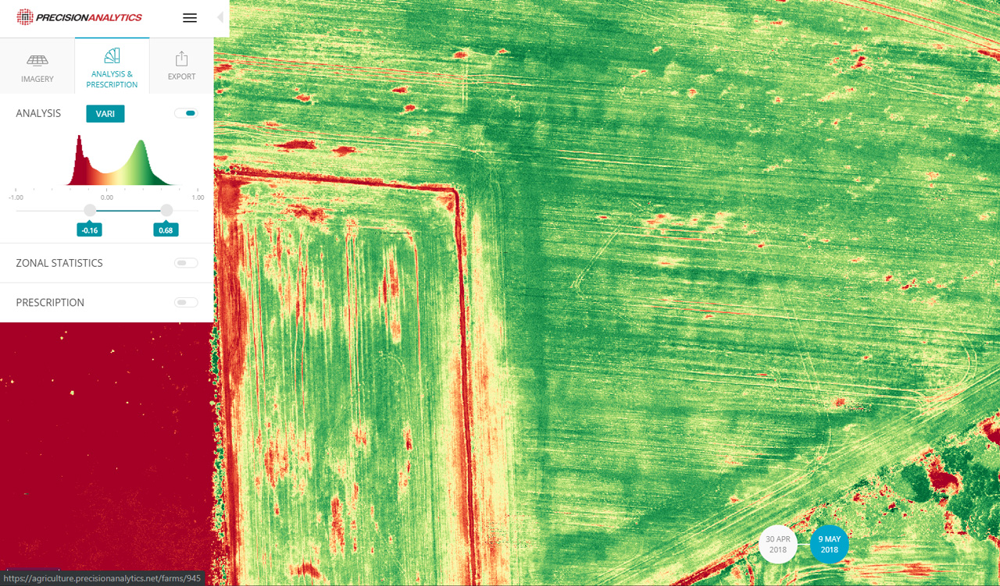 PRECISIONANALYTICS
IMAGERY
ANALYSIS &
PRESCRIPTION
EXPORT
ANALYSIS
VARI
-1.00
0.00
1.00
-0.16
0.68
ZONAL STATISTICS
PRESCRIPTION
30 APR
2018
9 MAY
2018
https://agriculture.precisionanalytics.net/farms/945